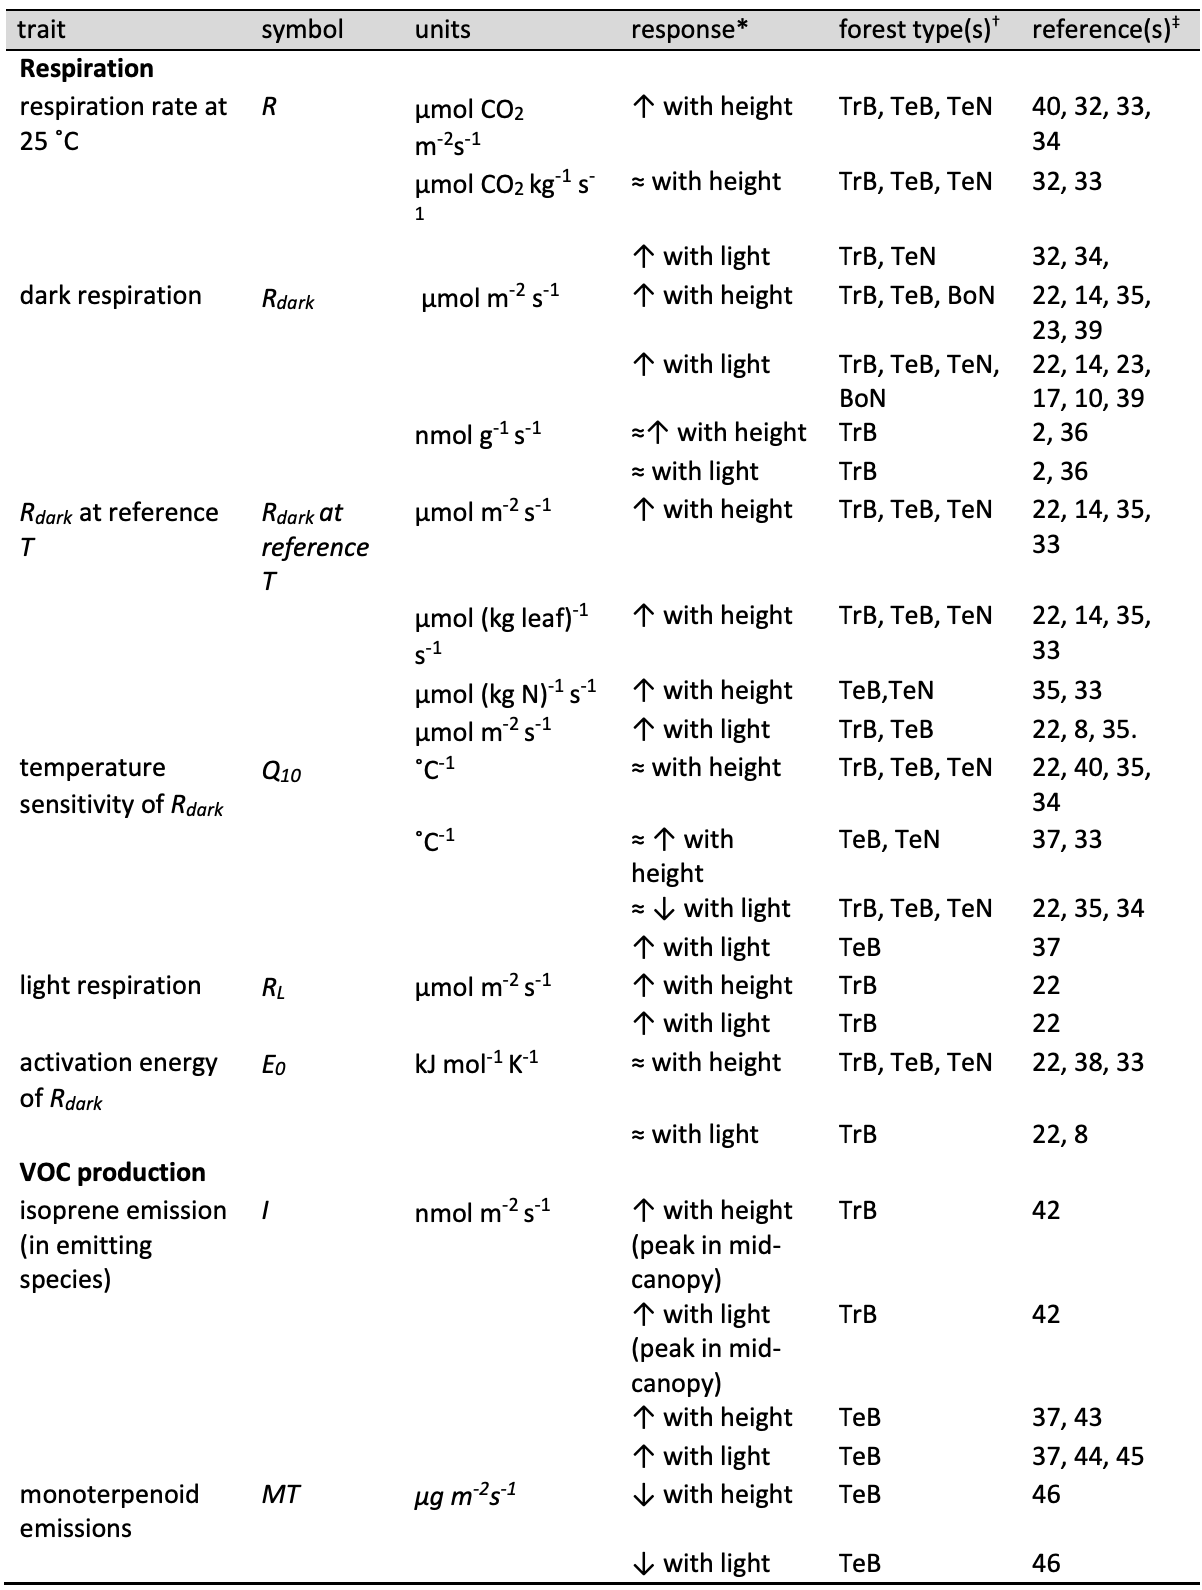 trait symbol units response* forest type(s)† reference(s)‡
Respiration
respiration rate at R µmol CO2 ↑ with height TrB, TeB, TeN 40, 32, 33,
25 ˚C m-2s-1 34
µmol CO2 kg-1 s- ≈ with height TrB, TeB, TeN 32, 33
1
↑ with light TrB, TeN 32, 34,
dark respiration Rdark µmol m-2 s-1 ↑ with height TrB, TeB, BoN 22, 14, 35,
23, 39
↑ with light TrB, TeB, TeN, 22, 14, 23,
BoN 17, 10, 39
nmol g-1 s-1 ≈↑ with height TrB 2, 36
≈ with light TrB 2, 36
Rdark at reference Rdark at µmol m-2 s-1 ↑ with height TrB, TeB, TeN 22, 14, 35,
T reference 33
T
µmol (kg leaf)-1 ↑ with height TrB, TeB, TeN 22, 14, 35,
s-1 33
µmol (kg N)-1 s-1 ↑ with height TeB,TeN 35, 33
µmol m-2 s-1 ↑ with light TrB, TeB 22, 8, 35.
temperature Q10 ˚C-1 ≈ with height TrB, TeB, TeN 22, 40, 35,
sensitivity of Rdark 34
˚C-1 ≈ ↑ with TeB, TeN 37, 33
height
≈ ↓ with light TrB, TeB, TeN 22, 35, 34
↑ with light TeB 37
light respiration RL µmol m-2 s-1 ↑ with height TrB 22
↑ with light TrB 22
activation energy E0 kJ mol-1 K-1 ≈ with height TrB, TeB, TeN 22, 38, 33
of Rdark
≈ with light TrB 22, 8
VOC production
isoprene emission I nmol m-2 s-1 ↑ with height TrB 42
(in emitting (peak in mid-
species) canopy)
↑ with light TrB 42
(peak in mid-
canopy)
↑ with height TeB 37, 43
↑ with light TeB 37, 44, 45
monoterpenoid MT µg m-2s-1 ↓ with height TeB 46
emissions
↓ with light TeB 46